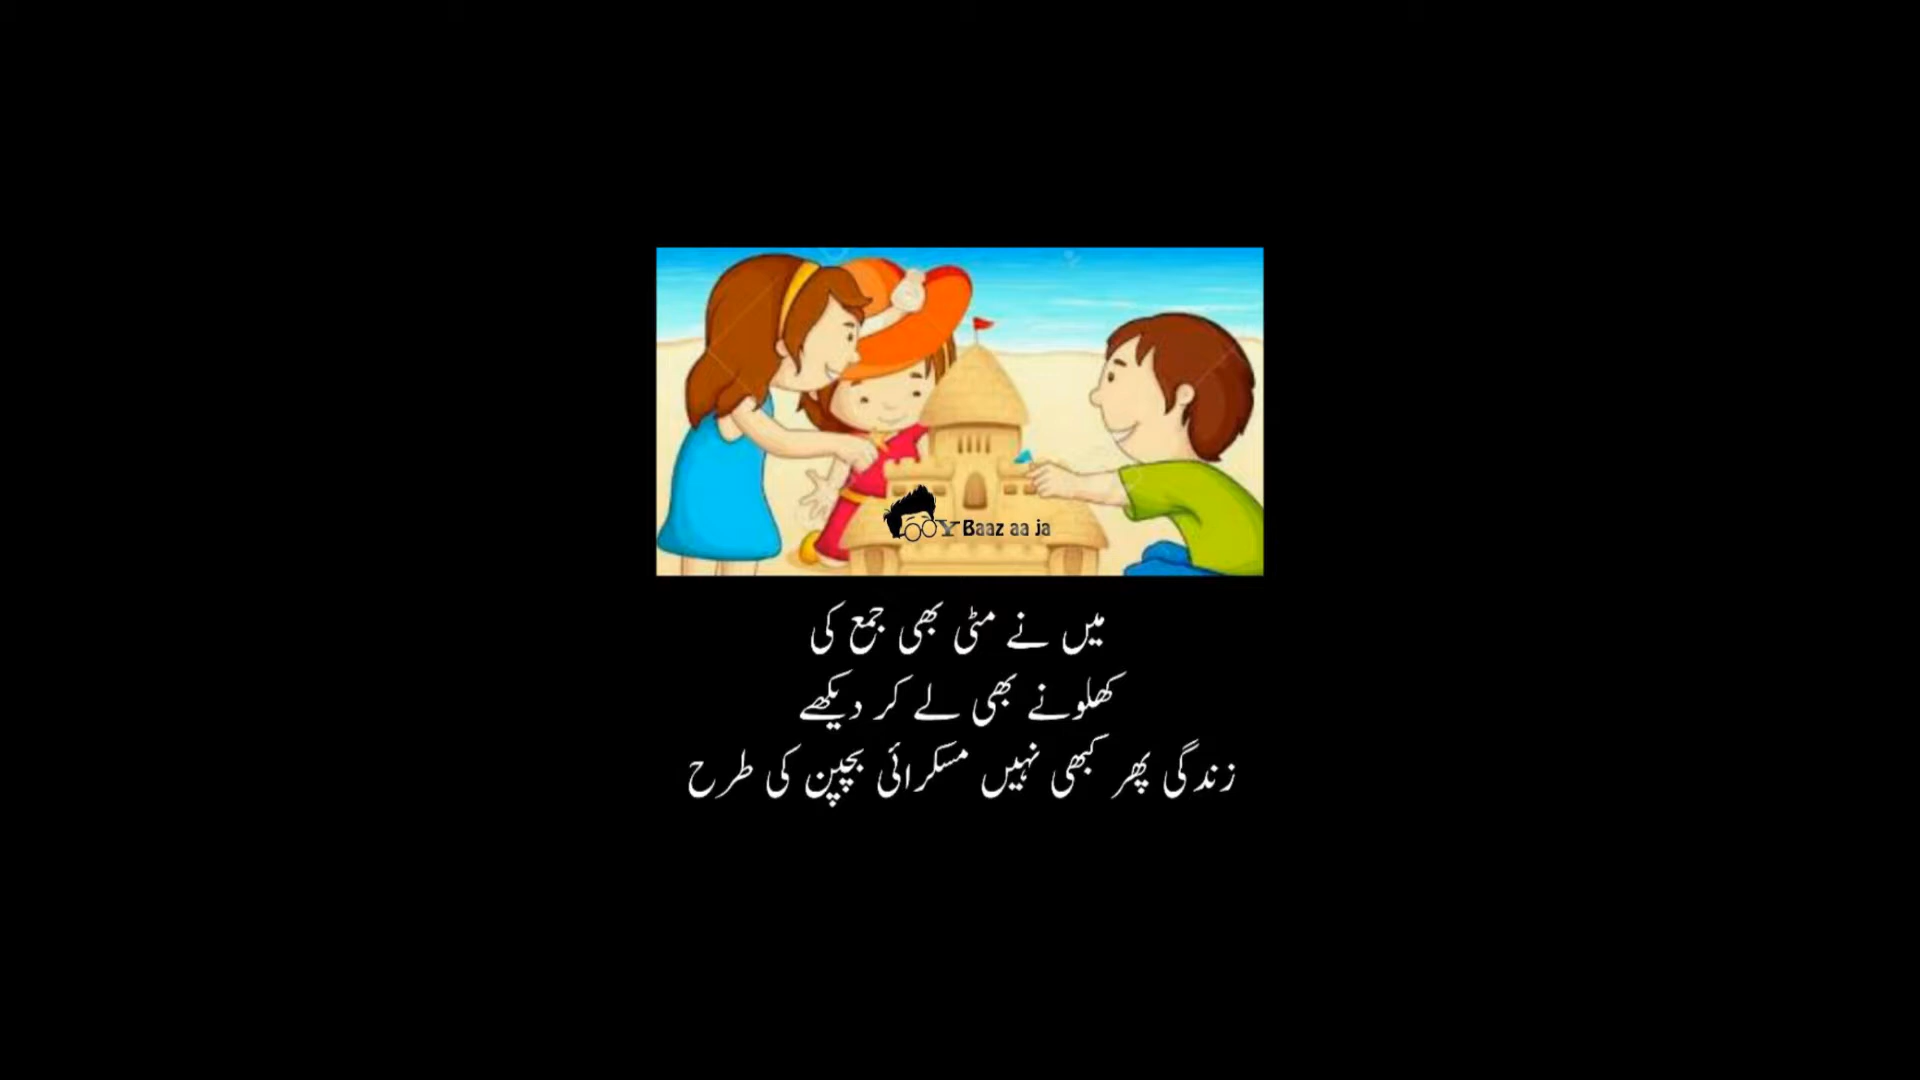 OOY Baaz aa ja
میں نے مٹی بھی جمع کی
کھلونے بھی لے کر دیکھے
زندگی پھر کبھی نہیں مسکرائی بچپن کی طرح